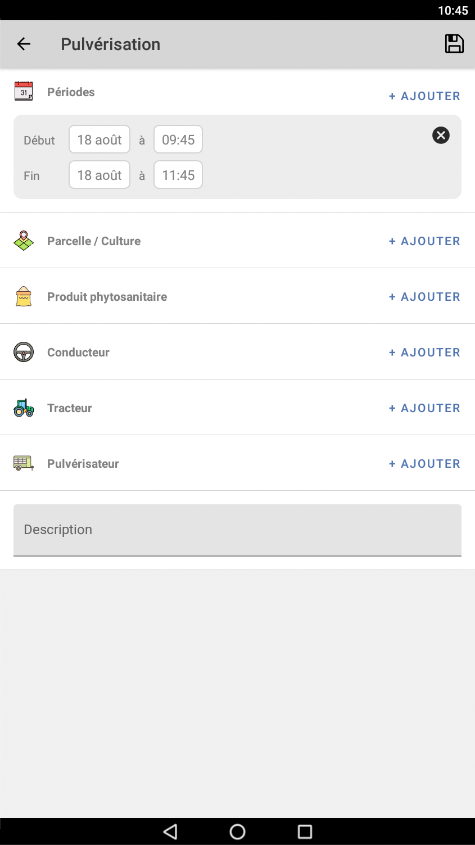 10:45
Pulvérisation
31 Périodes + AJOUTER
Début 18 août à 09:45
Fin 18 août à 11:45
Parcelle / Culture + AJOUTER
Produit phytosanitaire + AJOUTER
Conducteur + AJOUTER
Tracteur + AJOUTER
Pulvérisateur + AJOUTER
Description